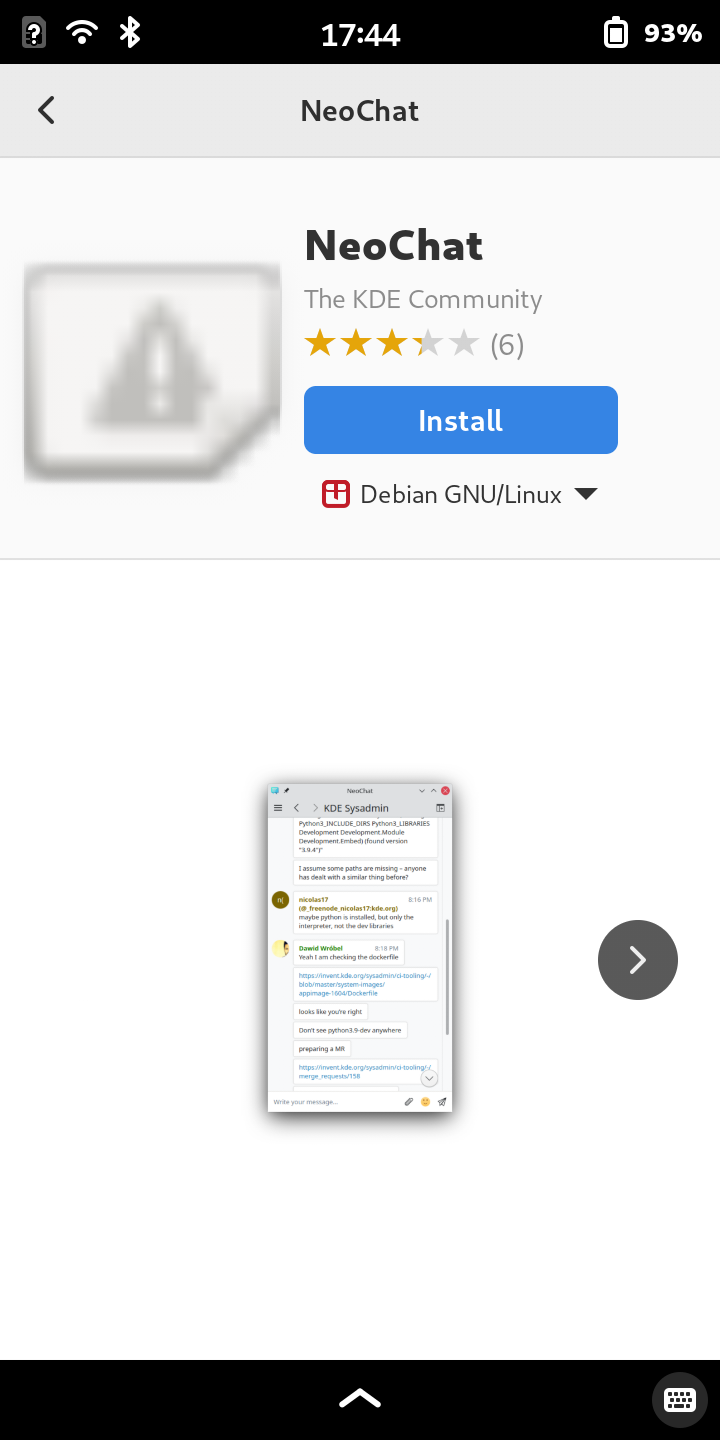 17:44
93%
NeoChat
NeoChat
The KDE Community
(6)
Install
Debian GNU/Linux
NeoChat
KDE Sysadmin
Python3_INCLUDE_DIRS Python3_LIBRARIES
Development Development.Module
Development.Embed) (found version
"3.9.4")"
I assume some paths are missing – anyone
has dealt with a similar thing before?
n(
nicolas17 8:16 PM
(@_freenode_nicolas17:kde.org)
maybe python is installed, but only the
interpreter, not the dev libraries
Dawid Wróbel 8:18 PM
Yeah I am checking the dockerfile
https://invent.kde.org/sysadmin/ci-tooling/-/
blob/master/system-images/
appimage-1604/Dockerfile
looks like you're right
Don't see python3.9-dev anywhere
preparing a MR
https://invent.kde.org/sysadmin/ci-tooling/-/
merge_requests/158
Write your message...